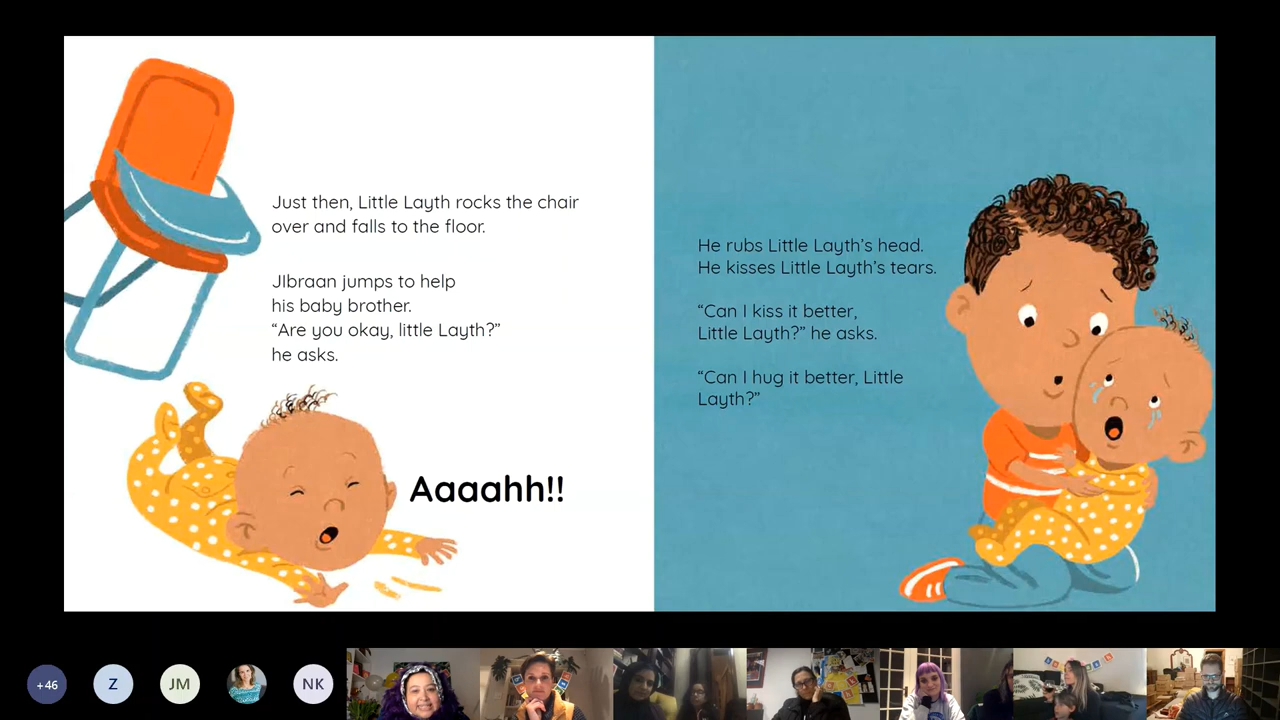 Just then, Little Layth rocks the chair
over and falls to the floor.
JIbraan jumps to help
his baby brother.
“Are you okay, little Layth?”
he asks.
Aaaahh!!
He rubs Little Layth’s head.
He kisses Little Layth’s tears.
“Can I kiss it better,
Little Layth?” he asks.
“Can I hug it better, Little
Layth?”
+46
Z
JM
NK